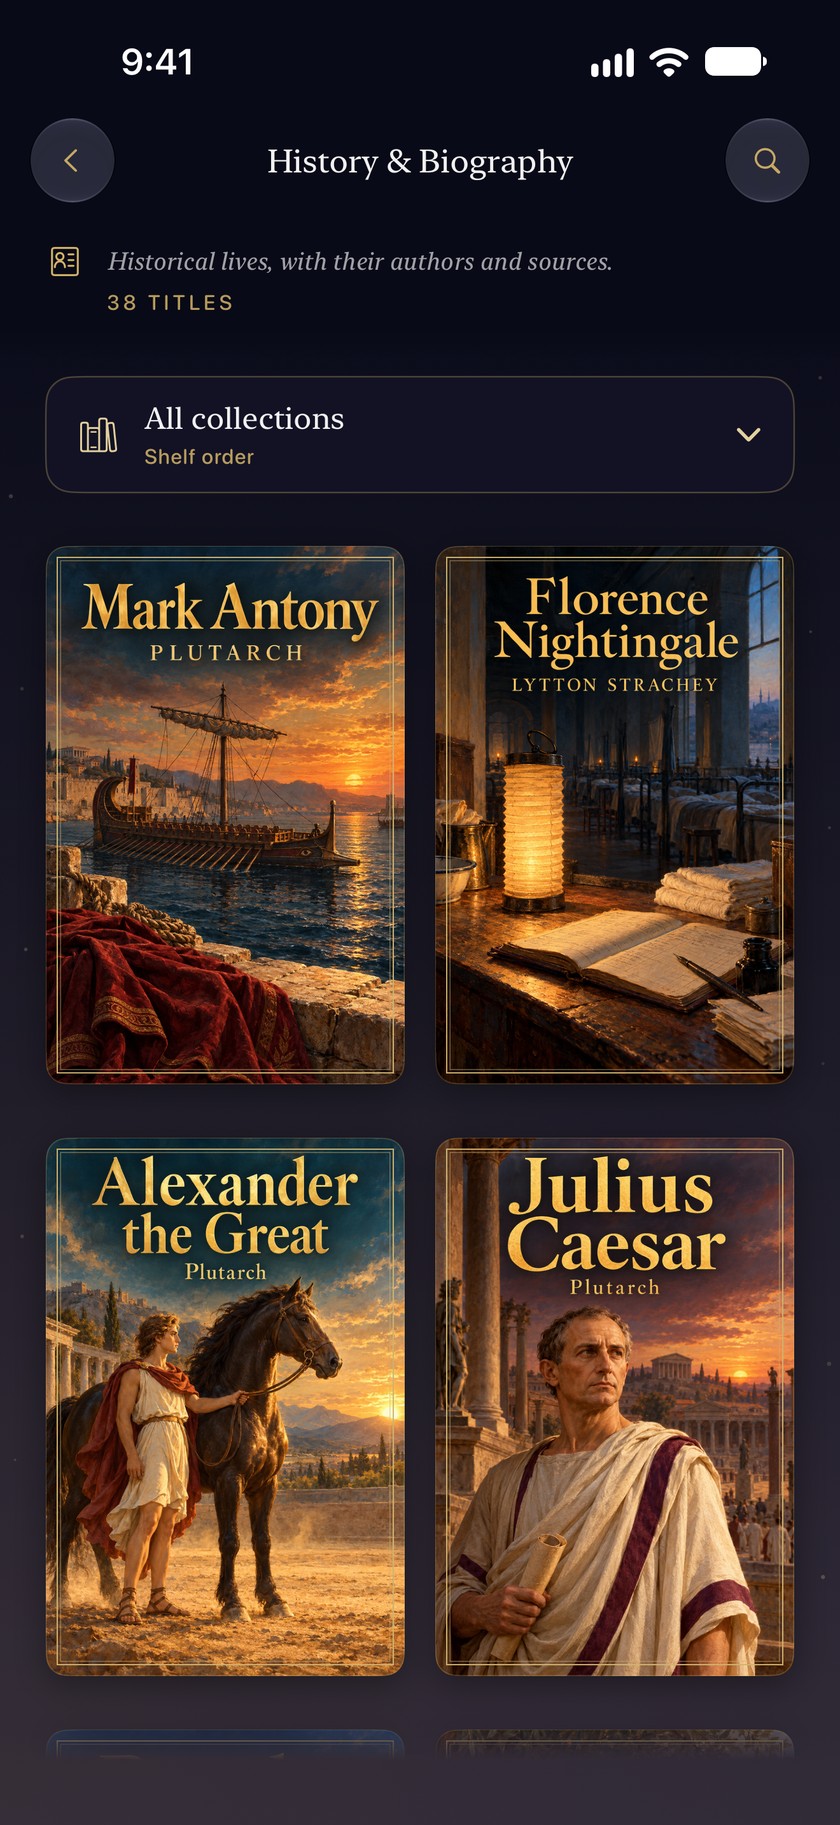 9:41
History & Biography
Historical lives, with their authors and sources.
38 TITLES
All collections
Shelf order
Mark Antony
PLUTARCH
Florence
Nightingale
LYTTON STRACHEY
Alexander
the Great
Plutarch
Julius
Caesar
Plutarch